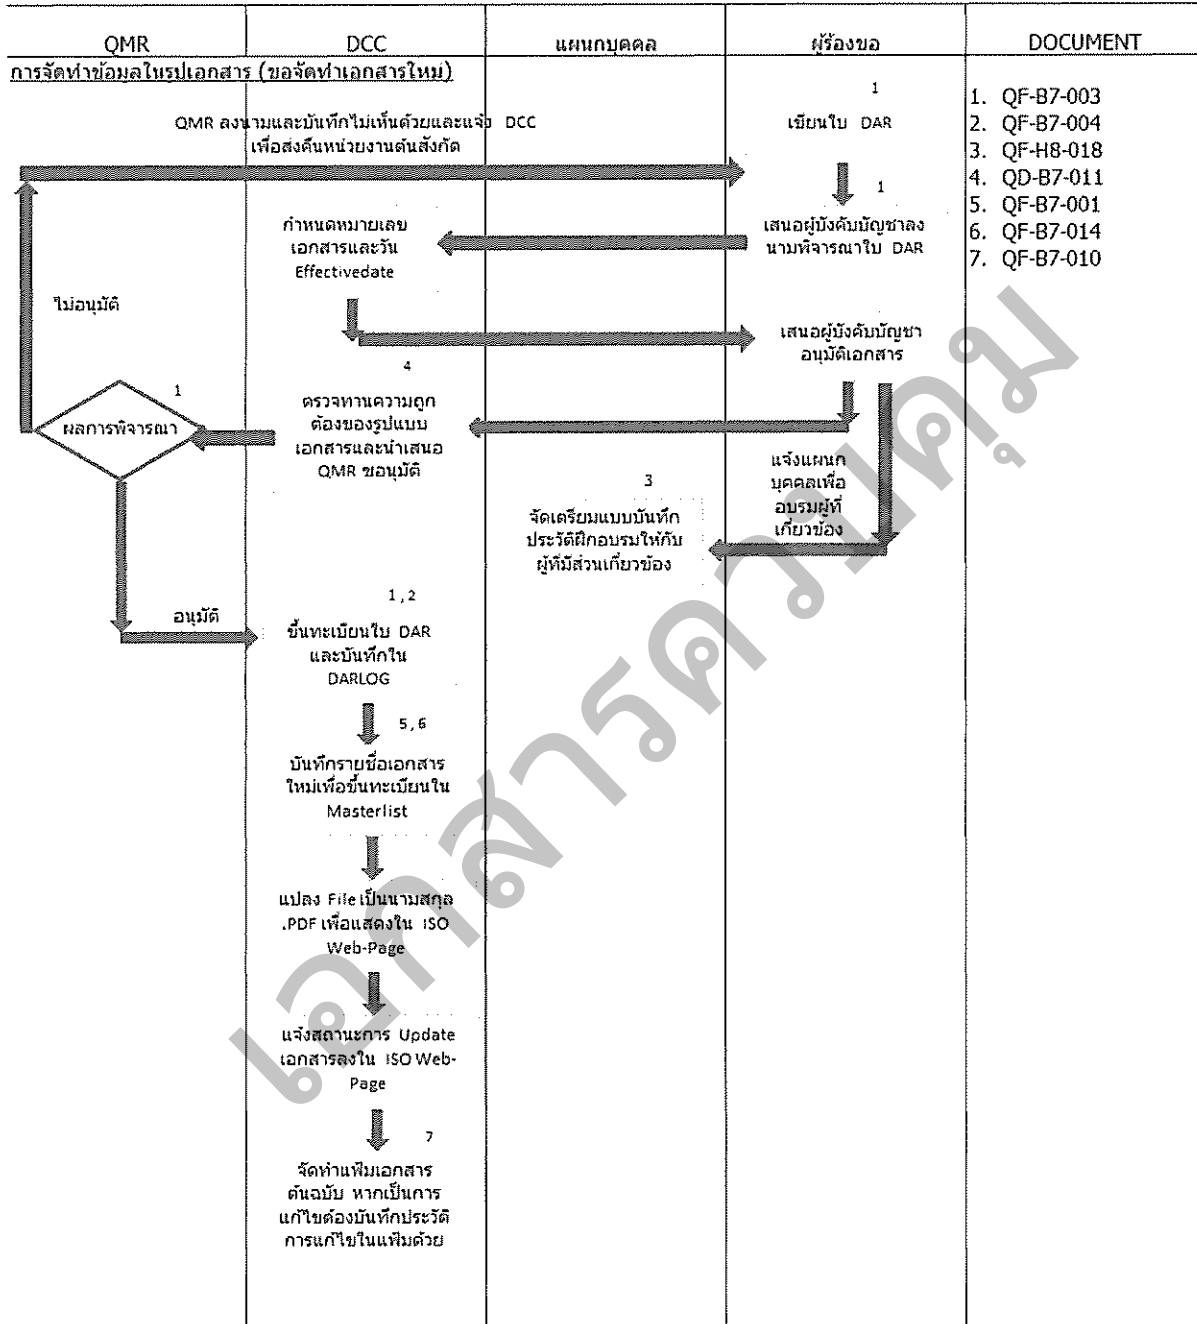 QMR DCC แผนกบุคคล ผู้ร้องขอ DOCUMENT
การจัดทำข้อมูลในรูปเอกสาร (ขอจัดทำเอกสารใหม่)
1
QMR ลงนามและบันทึกไม่เห็นด้วยและแจ้ง DCC
เพื่อส่งคืนหน่วยงานต้นสังกัด
เขียนใบ DAR
1. QF-B7-003
2. QF-B7-004
3. QF-H8-018
4. QD-B7-011
5. QF-B7-001
6. QF-B7-014
7. QF-B7-010
1
เสนอผู้บังคับบัญชาลง
นามพิจารณาใบ DAR
กำหนดหมายเลข
เอกสารและวัน
Effectivedate
ไม่อนุมัติ
เสนอผู้บังคับบัญชา
อนุมัติเอกสาร
4
ตรวจทานความถูก
ต้องของรูปแบบ
เอกสารและนำเสนอ
QMR ขออนุมัติ
1
ผลการพิจารณา
แจ้งแผนก
บุคคลเพื่อ
อบรมผู้ที่
เกี่ยวข้อง
3
จัดเตรียมแบบบันทึก
ประวัติฝึกอบรมให้กับ
ผู้ที่มีส่วนเกี่ยวข้อง
อนุมัติ
1,2
ขึ้นทะเบียนใบ DAR
และบันทึกใน
DARLOG
5,6
บันทึกรายชื่อเอกสาร
ใหม่เพื่อขึ้นทะเบียนใน
Masterlist
แปลง File เป็นนามสกุล
.PDF เพื่อแสดงใน ISO
Web-Page
แจ้งสถานะการ Update
เอกสารลงใน ISO Web-
Page
7
จัดทำแฟ้มเอกสาร
ต้นฉบับ หากเป็นการ
แก้ไขต้องบันทึกประวัติ
การแก้ไขในแฟ้มด้วย
เอกสารควบคุม